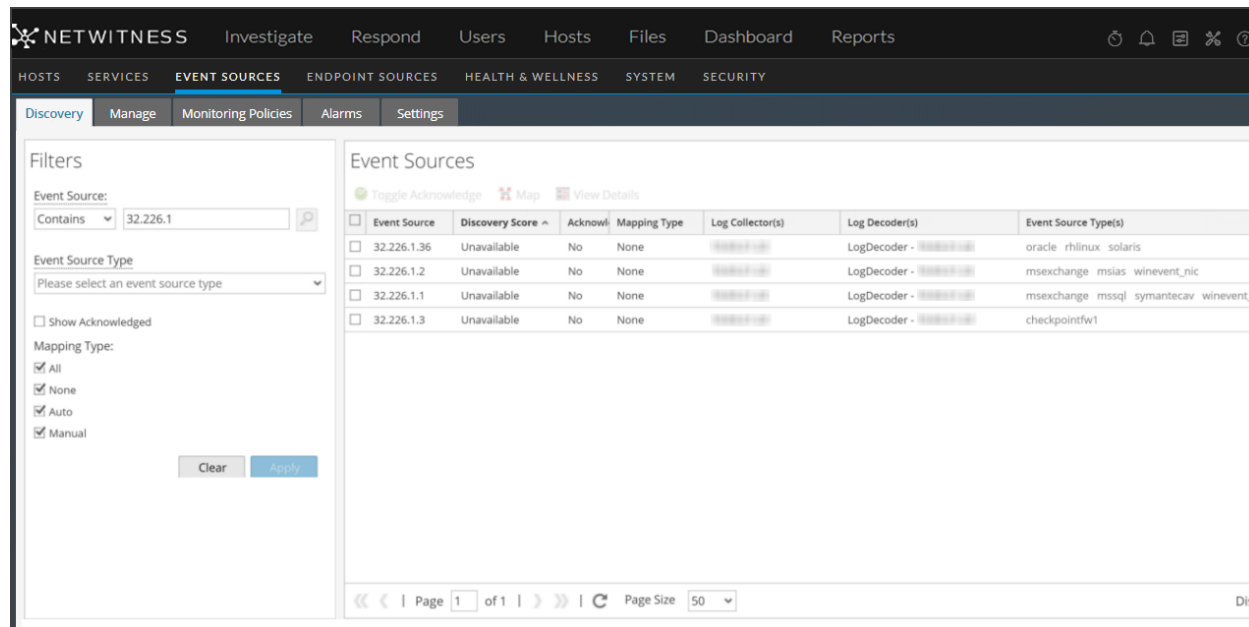 NETWITNESS Investigate Respond Users Hosts Files Dashboard Reports
HOSTS SERVICES EVENT SOURCES ENDPOINT SOURCES HEALTH & WELLNESS SYSTEM SECURITY
Discovery Manage Monitoring Policies Alarms Settings
Filters
Event Source:
Contains 32.226.1
Event Source Type
Please select an event source type
Show Acknowledged
Mapping Type:
All
None
Auto
Manual
Clear Apply
Event Sources
Toggle Acknowledge Map View Details
Event Source Discovery Score Acknowl Mapping Type Log Collector(s) Log Decoder(s) Event Source Type(s)
32.226.1.36 Unavailable No None LogDecoder - oracle rhlinux solaris
32.226.1.2 Unavailable No None LogDecoder - msexchange msias winevent_nic
32.226.1.1 Unavailable No None LogDecoder - msexchange mssql symantecav winevent_
32.226.1.3 Unavailable No None LogDecoder - checkpointfw1
Page 1 of 1 Page Size 50 Dis